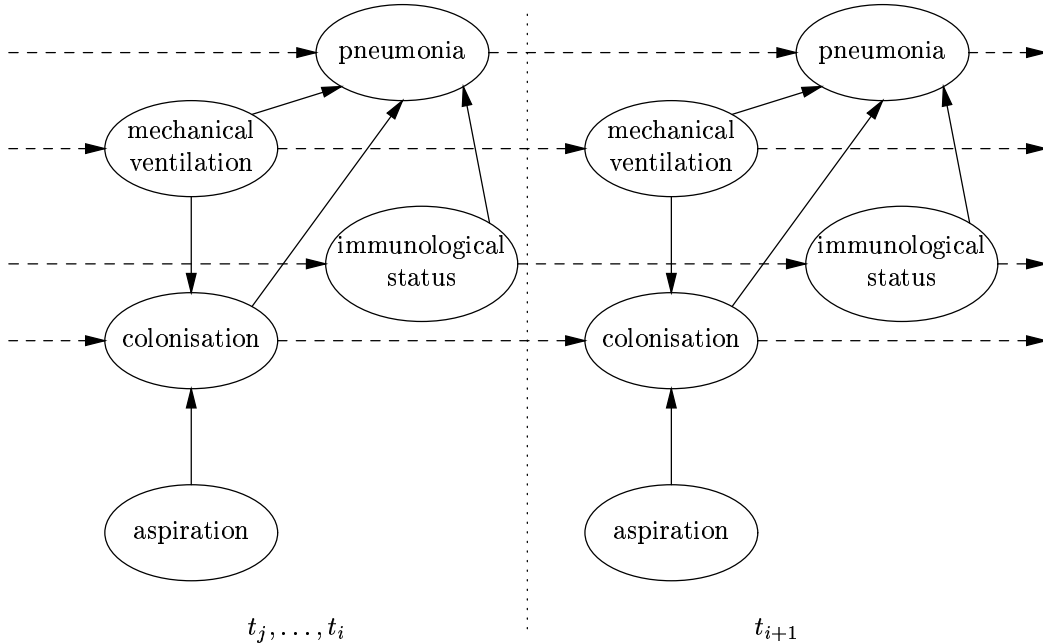 pneumonia
mechanical
ventilation
immunological
status
colonisation
aspiration
t_j, ..., t_i
pneumonia
mechanical
ventilation
immunological
status
colonisation
aspiration
t_{i+1}